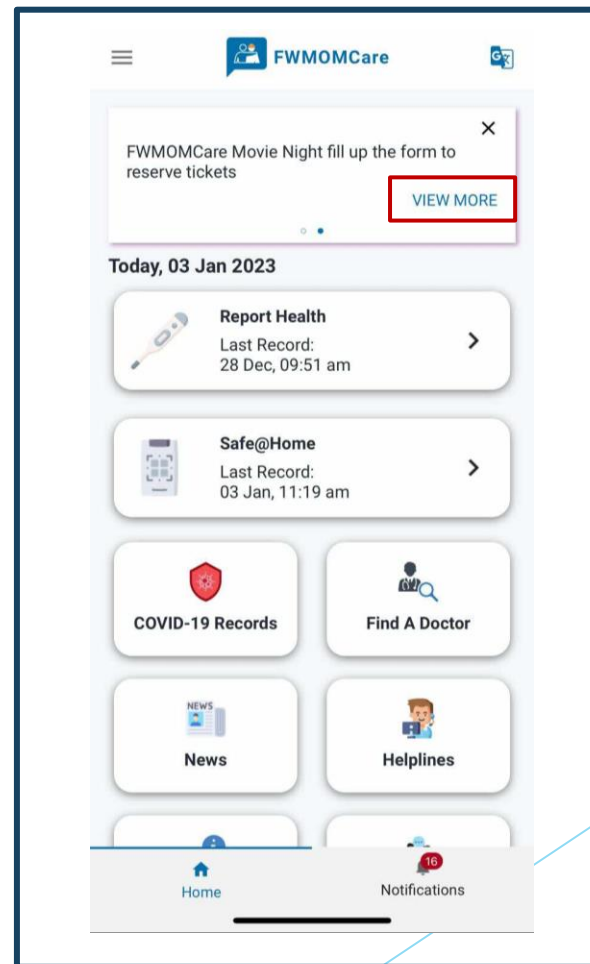 FWMOMCare
FWMOMCare Movie Night fill up the form to
reserve tickets
VIEW MORE
Today, 03 Jan 2023
Report Health
Last Record:
28 Dec, 09:51 am
Safe@Home
Last Record:
03 Jan, 11:19 am
COVID-19 Records
Find A Doctor
NEWS
News
Helplines
16
Home
Notifications